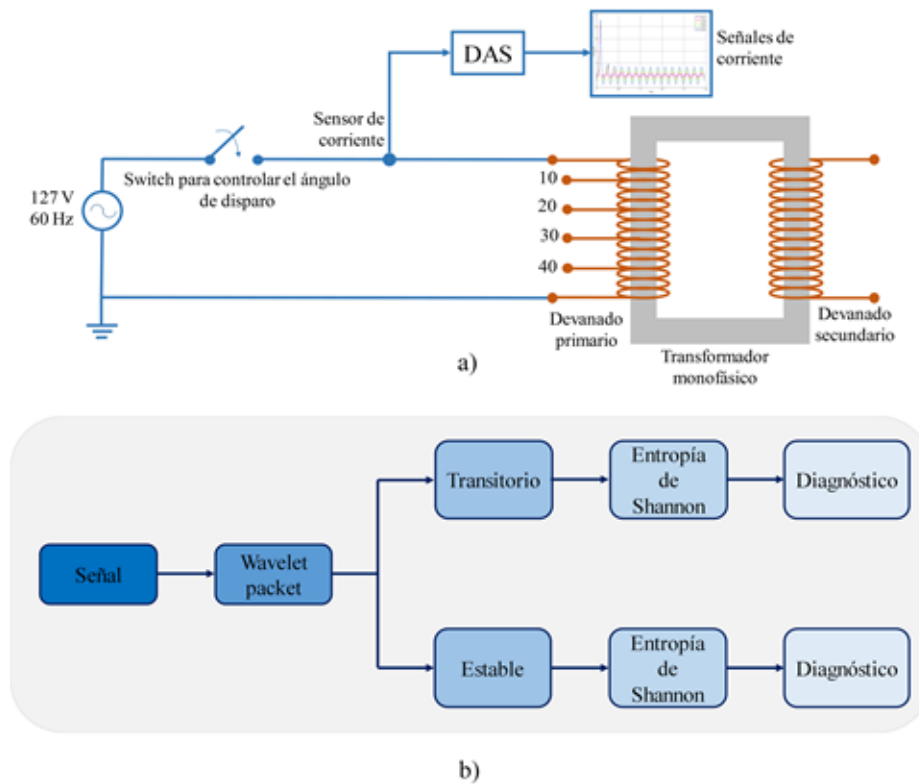 DAS
Señales de
corriente
Sensor de
corriente
Switch para controlar el ángulo
de disparo
127 V
60 Hz
10
20
30
40
Devanado
primario
Devanado
secundario
Transformador
monofásico
a)
Señal
Wavelet
packet
Transitorio
Entropía
de
Shannon
Diagnóstico
Estable
Entropía
de
Shannon
Diagnóstico
b)